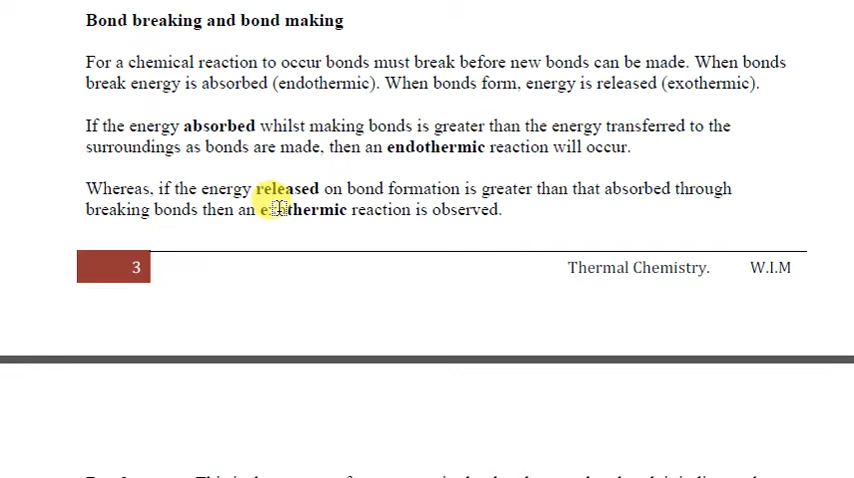 Bond breaking and bond making
For a chemical reaction to occur bonds must break before new bonds can be made. When bonds
break energy is absorbed (endothermic). When bonds form, energy is released (exothermic).
If the energy absorbed whilst making bonds is greater than the energy transferred to the
surroundings as bonds are made, then an endothermic reaction will occur.
Whereas, if the energy released on bond formation is greater than that absorbed through
breaking bonds then an exothermic reaction is observed.
3 Thermal Chemistry. W.I.M